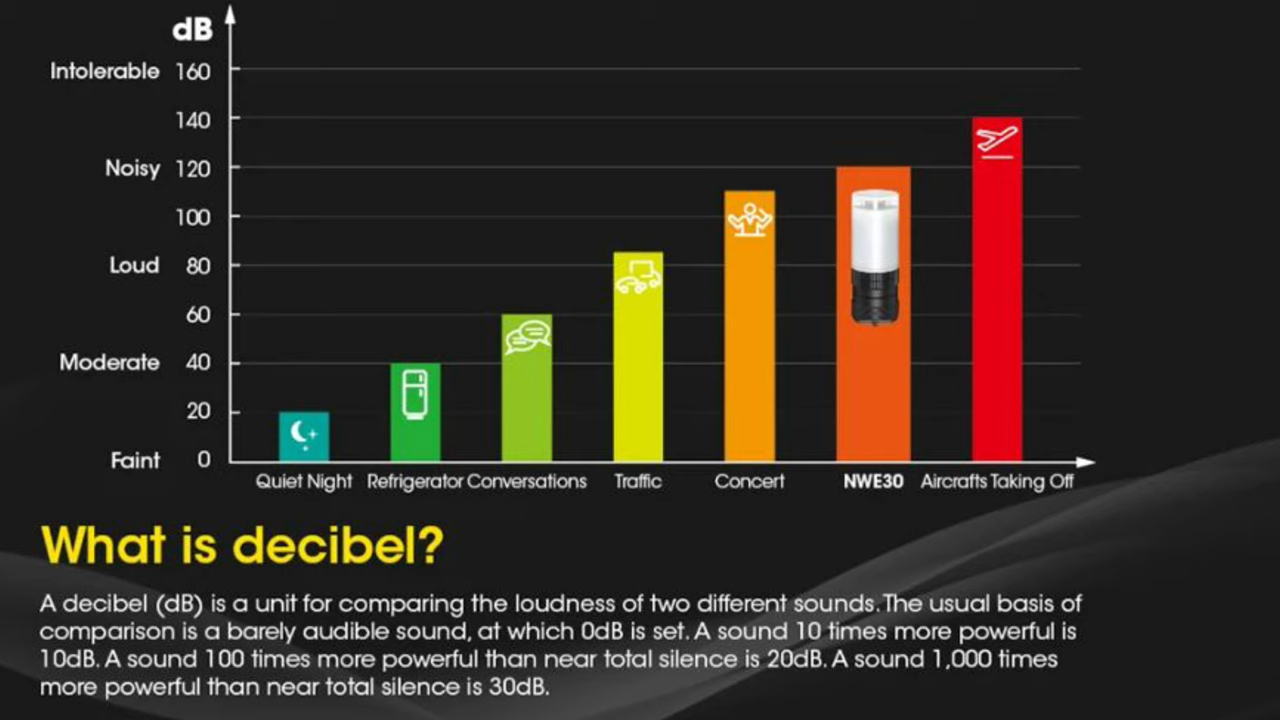 dB
Intolerable 160
140
Noisy 120
100
Loud 80
60
Moderate 40
20
Faint 0
Quiet Night Refrigerator Conversations Traffic Concert NWE30 Aircrafts Taking Off
What is decibel?
A decibel (dB) is a unit for comparing the loudness of two different sounds. The usual basis of
comparison is a barely audible sound, at which 0dB is set. A sound 10 times more powerful is
10dB. A sound 100 times more powerful than near total silence is 20dB. A sound 1,000 times
more powerful than near total silence is 30dB.